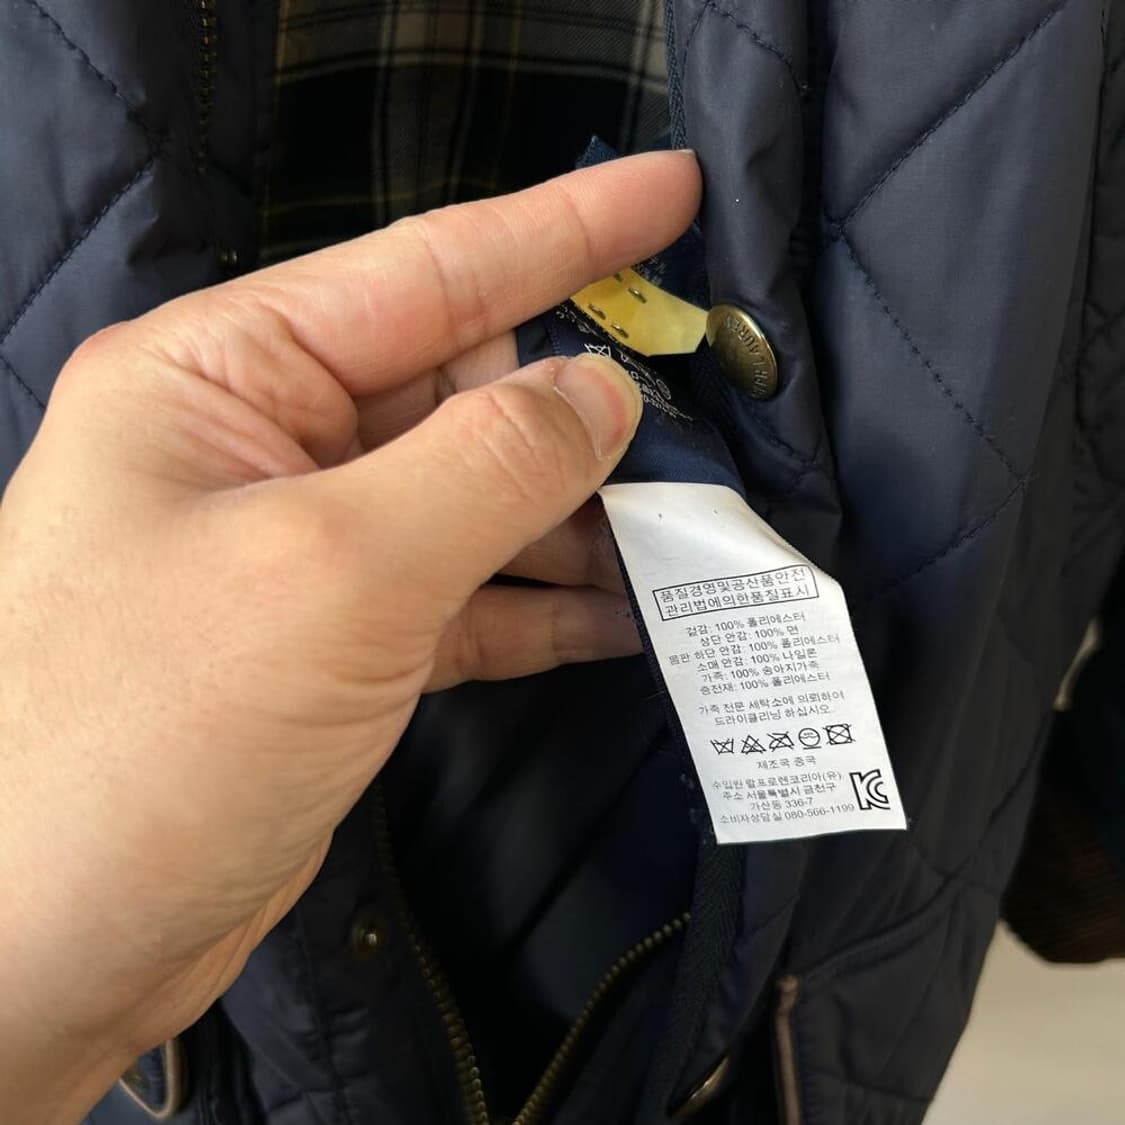 LAUREN
품질경영및공산품안전
관리법에의한품질표시
겉감: 100% 폴리에스터
상단 안감: 100% 면
몸판 하단 안감: 100% 폴리에스터
소매 안감: 100% 나일론
가죽: 100% 송아지가죽
충전재: 100% 폴리에스터
가죽 전문 세탁소에 의뢰하여
드라이클리닝 하십시오.
제조국 중국
수입원 랄프로렌코리아(유)
주소 서울특별시 금천구
가산동 336-7
소비자상담실 080-566-1199
KC